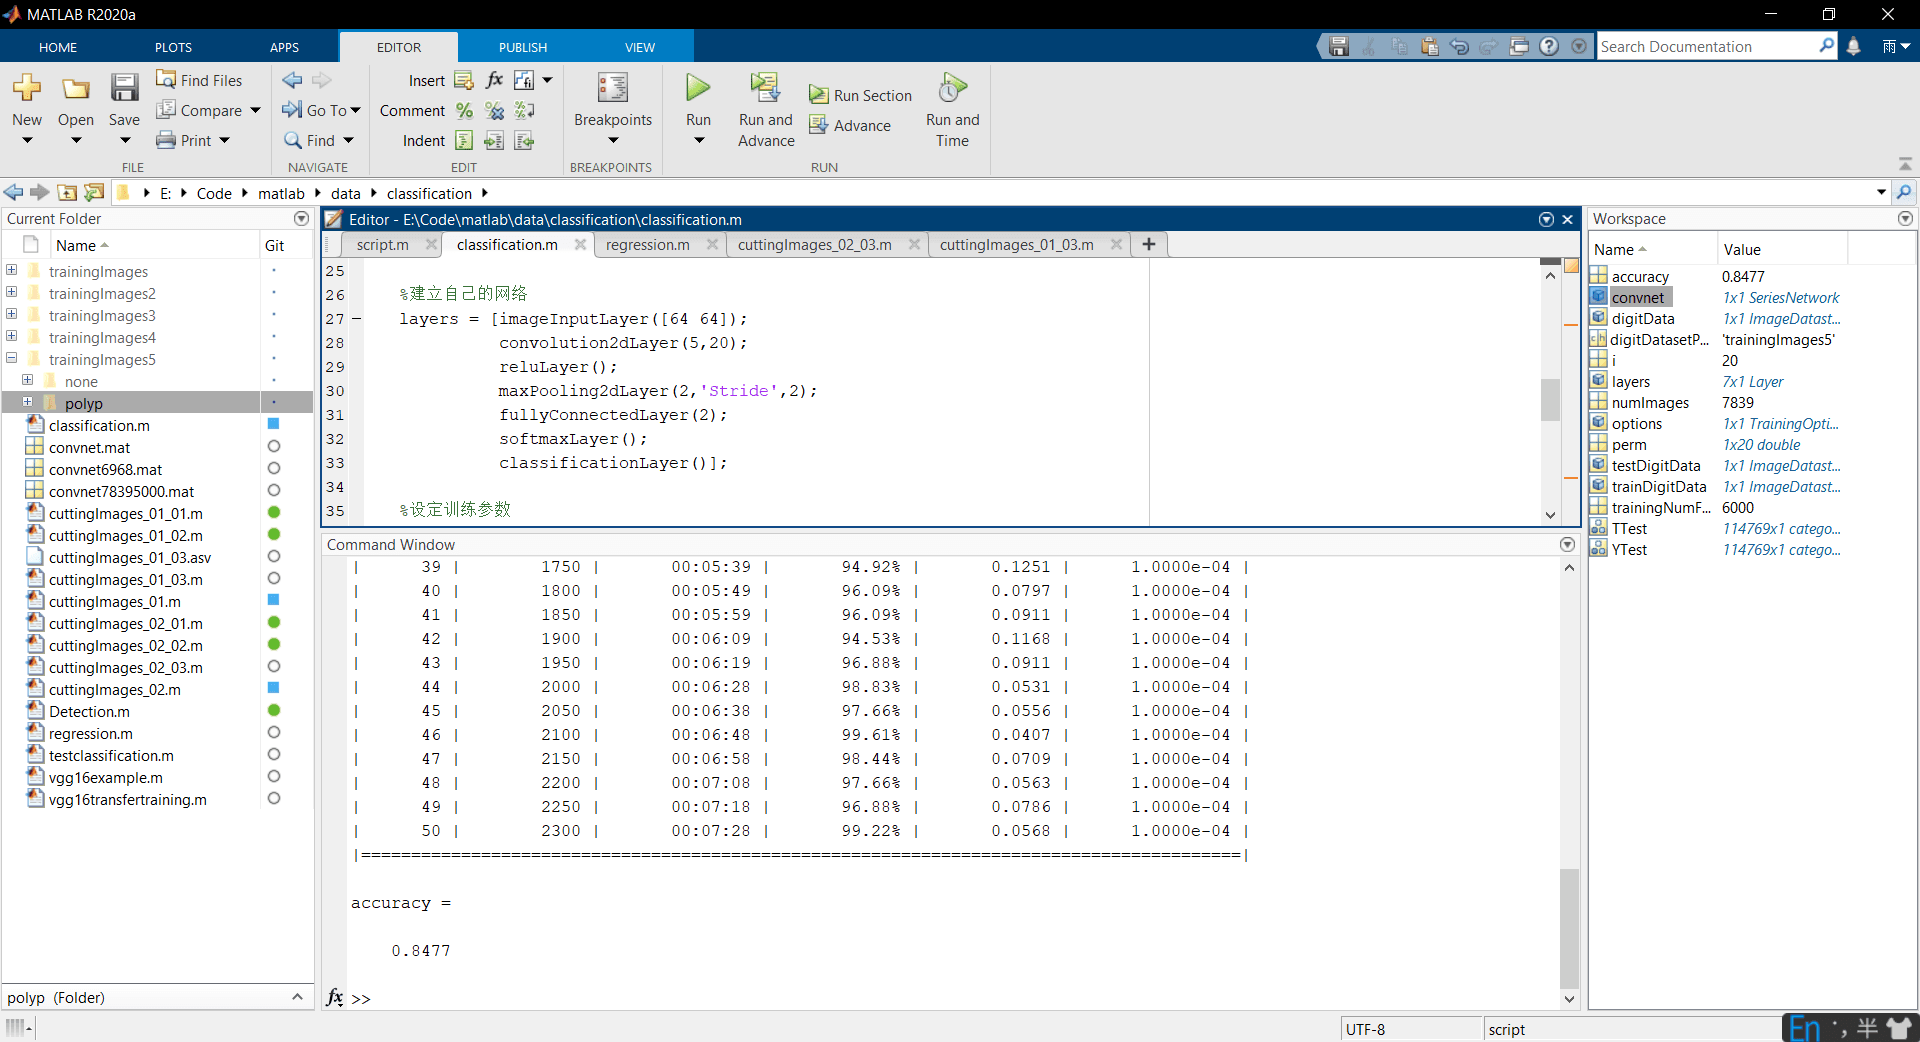 MATLAB R2020a
HOME PLOTS APPS EDITOR PUBLISH VIEW
Search Documentation
雨
New
Open
Save
Find Files
Compare
Print
FILE
Go To
Find
NAVIGATE
Insert
Comment
Indent
EDIT
Breakpoints
BREAKPOINTS
Run
Run and Advance
Run Section
Advance
Run and Time
RUN
E: Code matlab data classification
Current Folder
Name Git
trainingImages
trainingImages2
trainingImages3
trainingImages4
trainingImages5
none
polyp
classification.m
convnet.mat
convnet6968.mat
convnet78395000.mat
cuttingImages_01_01.m
cuttingImages_01_02.m
cuttingImages_01_03.asv
cuttingImages_01_03.m
cuttingImages_01.m
cuttingImages_02_01.m
cuttingImages_02_02.m
cuttingImages_02_03.m
cuttingImages_02.m
Detection.m
regression.m
testclassification.m
vgg16example.m
vgg16transfertraining.m
polyp (Folder)
Editor - E:\Code\matlab\data\classification\classification.m
script.m classification.m regression.m cuttingImages_02_03.m cuttingImages_01_03.m
25
26 %建立自己的网络
27 layers = [imageInputLayer([64 64]);
28 convolution2dLayer(5,20);
29 reluLayer();
30 maxPooling2dLayer(2,'Stride',2);
31 fullyConnectedLayer(2);
32 softmaxLayer();
33 classificationLayer()];
34
35 %设定训练参数
Command Window
| 39 | 1750 | 00:05:39 | 94.92% | 0.1251 | 1.0000e-04 |
| 40 | 1800 | 00:05:49 | 96.09% | 0.0797 | 1.0000e-04 |
| 41 | 1850 | 00:05:59 | 96.09% | 0.0911 | 1.0000e-04 |
| 42 | 1900 | 00:06:09 | 94.53% | 0.1168 | 1.0000e-04 |
| 43 | 1950 | 00:06:19 | 96.88% | 0.0911 | 1.0000e-04 |
| 44 | 2000 | 00:06:28 | 98.83% | 0.0531 | 1.0000e-04 |
| 45 | 2050 | 00:06:38 | 97.66% | 0.0556 | 1.0000e-04 |
| 46 | 2100 | 00:06:48 | 99.61% | 0.0407 | 1.0000e-04 |
| 47 | 2150 | 00:06:58 | 98.44% | 0.0709 | 1.0000e-04 |
| 48 | 2200 | 00:07:08 | 97.66% | 0.0563 | 1.0000e-04 |
| 49 | 2250 | 00:07:18 | 96.88% | 0.0786 | 1.0000e-04 |
| 50 | 2300 | 00:07:28 | 99.22% | 0.0568 | 1.0000e-04 |
|========================================================================================|
accuracy =
0.8477
fx >>
Workspace
Name Value
accuracy 0.8477
convnet 1x1 SeriesNetwork
digitData 1x1 ImageDatast...
digitDatasetP... 'trainingImages5'
i 20
layers 7x1 Layer
numImages 7839
options 1x1 TrainingOpti...
perm 1x20 double
testDigitData 1x1 ImageDatast...
trainDigitData 1x1 ImageDatast...
trainingNumF... 6000
TTest 114769x1 catego...
YTest 114769x1 catego...
UTF-8 script
En 半